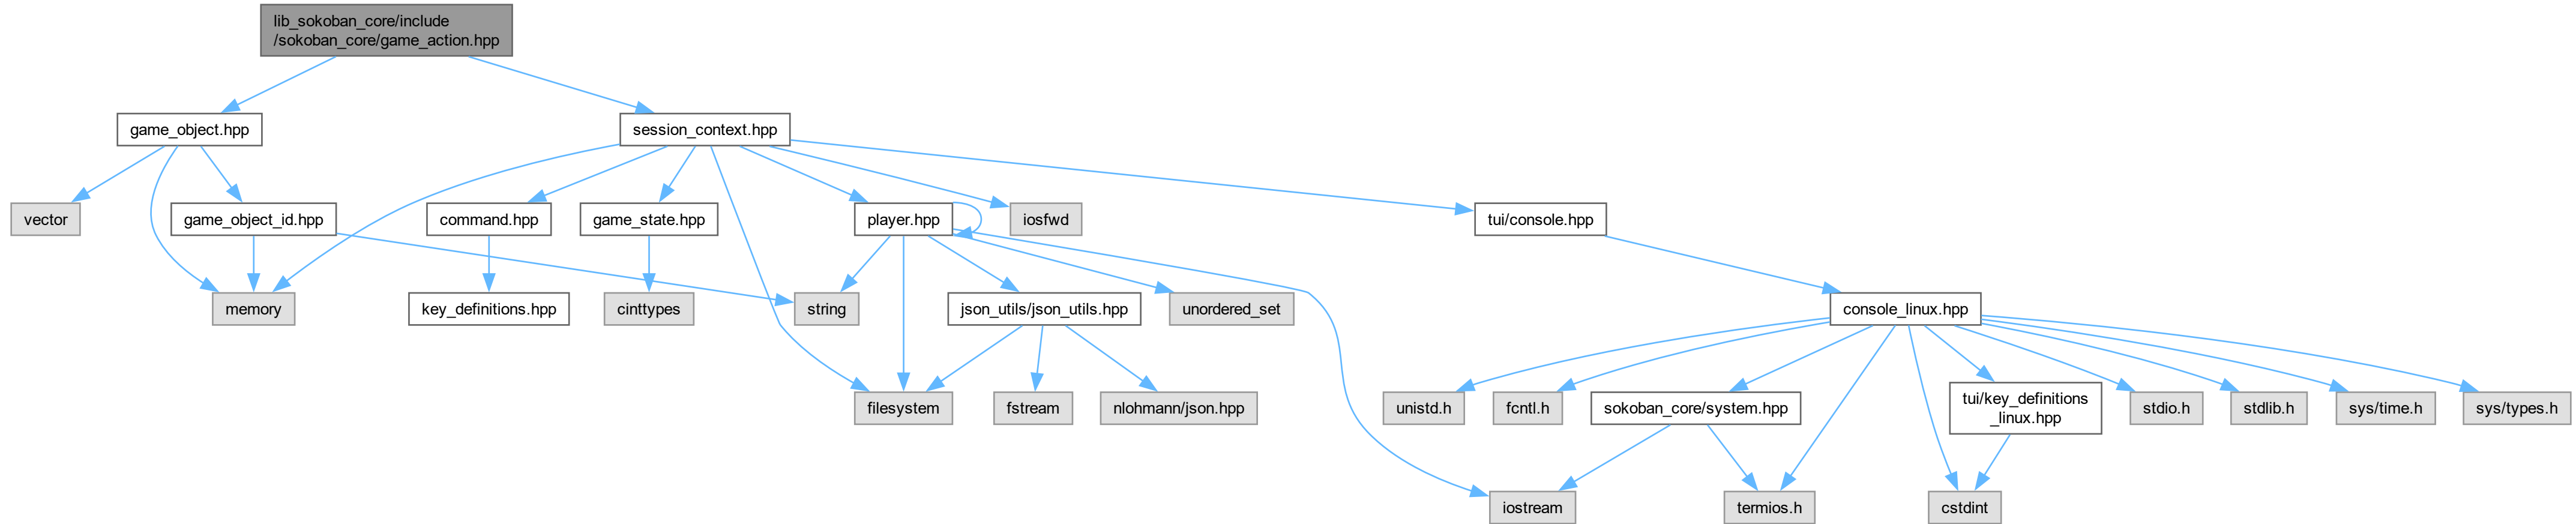 lib_sokoban_core/include
/sokoban_core/game_action.hpp
game_object.hpp
session_context.hpp
vector
game_object_id.hpp
command.hpp
game_state.hpp
player.hpp
iosfwd
tui/console.hpp
memory
key_definitions.hpp
cinttypes
string
json_utils/json_utils.hpp
unordered_set
console_linux.hpp
filesystem
fstream
nlohmann/json.hpp
unistd.h
fcntl.h
sokoban_core/system.hpp
tui/key_definitions
_linux.hpp
stdio.h
stdlib.h
sys/time.h
sys/types.h
iostream
termios.h
cstdint